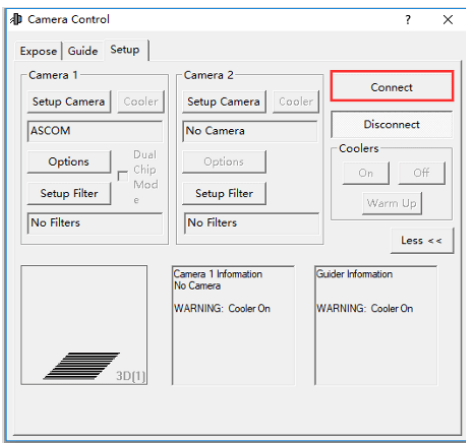 Camera Control
Expose Guide Setup
Camera 1
Setup Camera Cooler
ASCOM
Options
Dual
Chip
Mod
e
Setup Filter
No Filters
Camera 2
Setup Camera Cooler
No Camera
Options
Setup Filter
No Filters
Connect
Disconnect
Coolers
On Off
Warm Up
Less <<
3D[1]
Camera 1 Information
No Camera
WARNING: Cooler On
Guider Information
WARNING: Cooler On